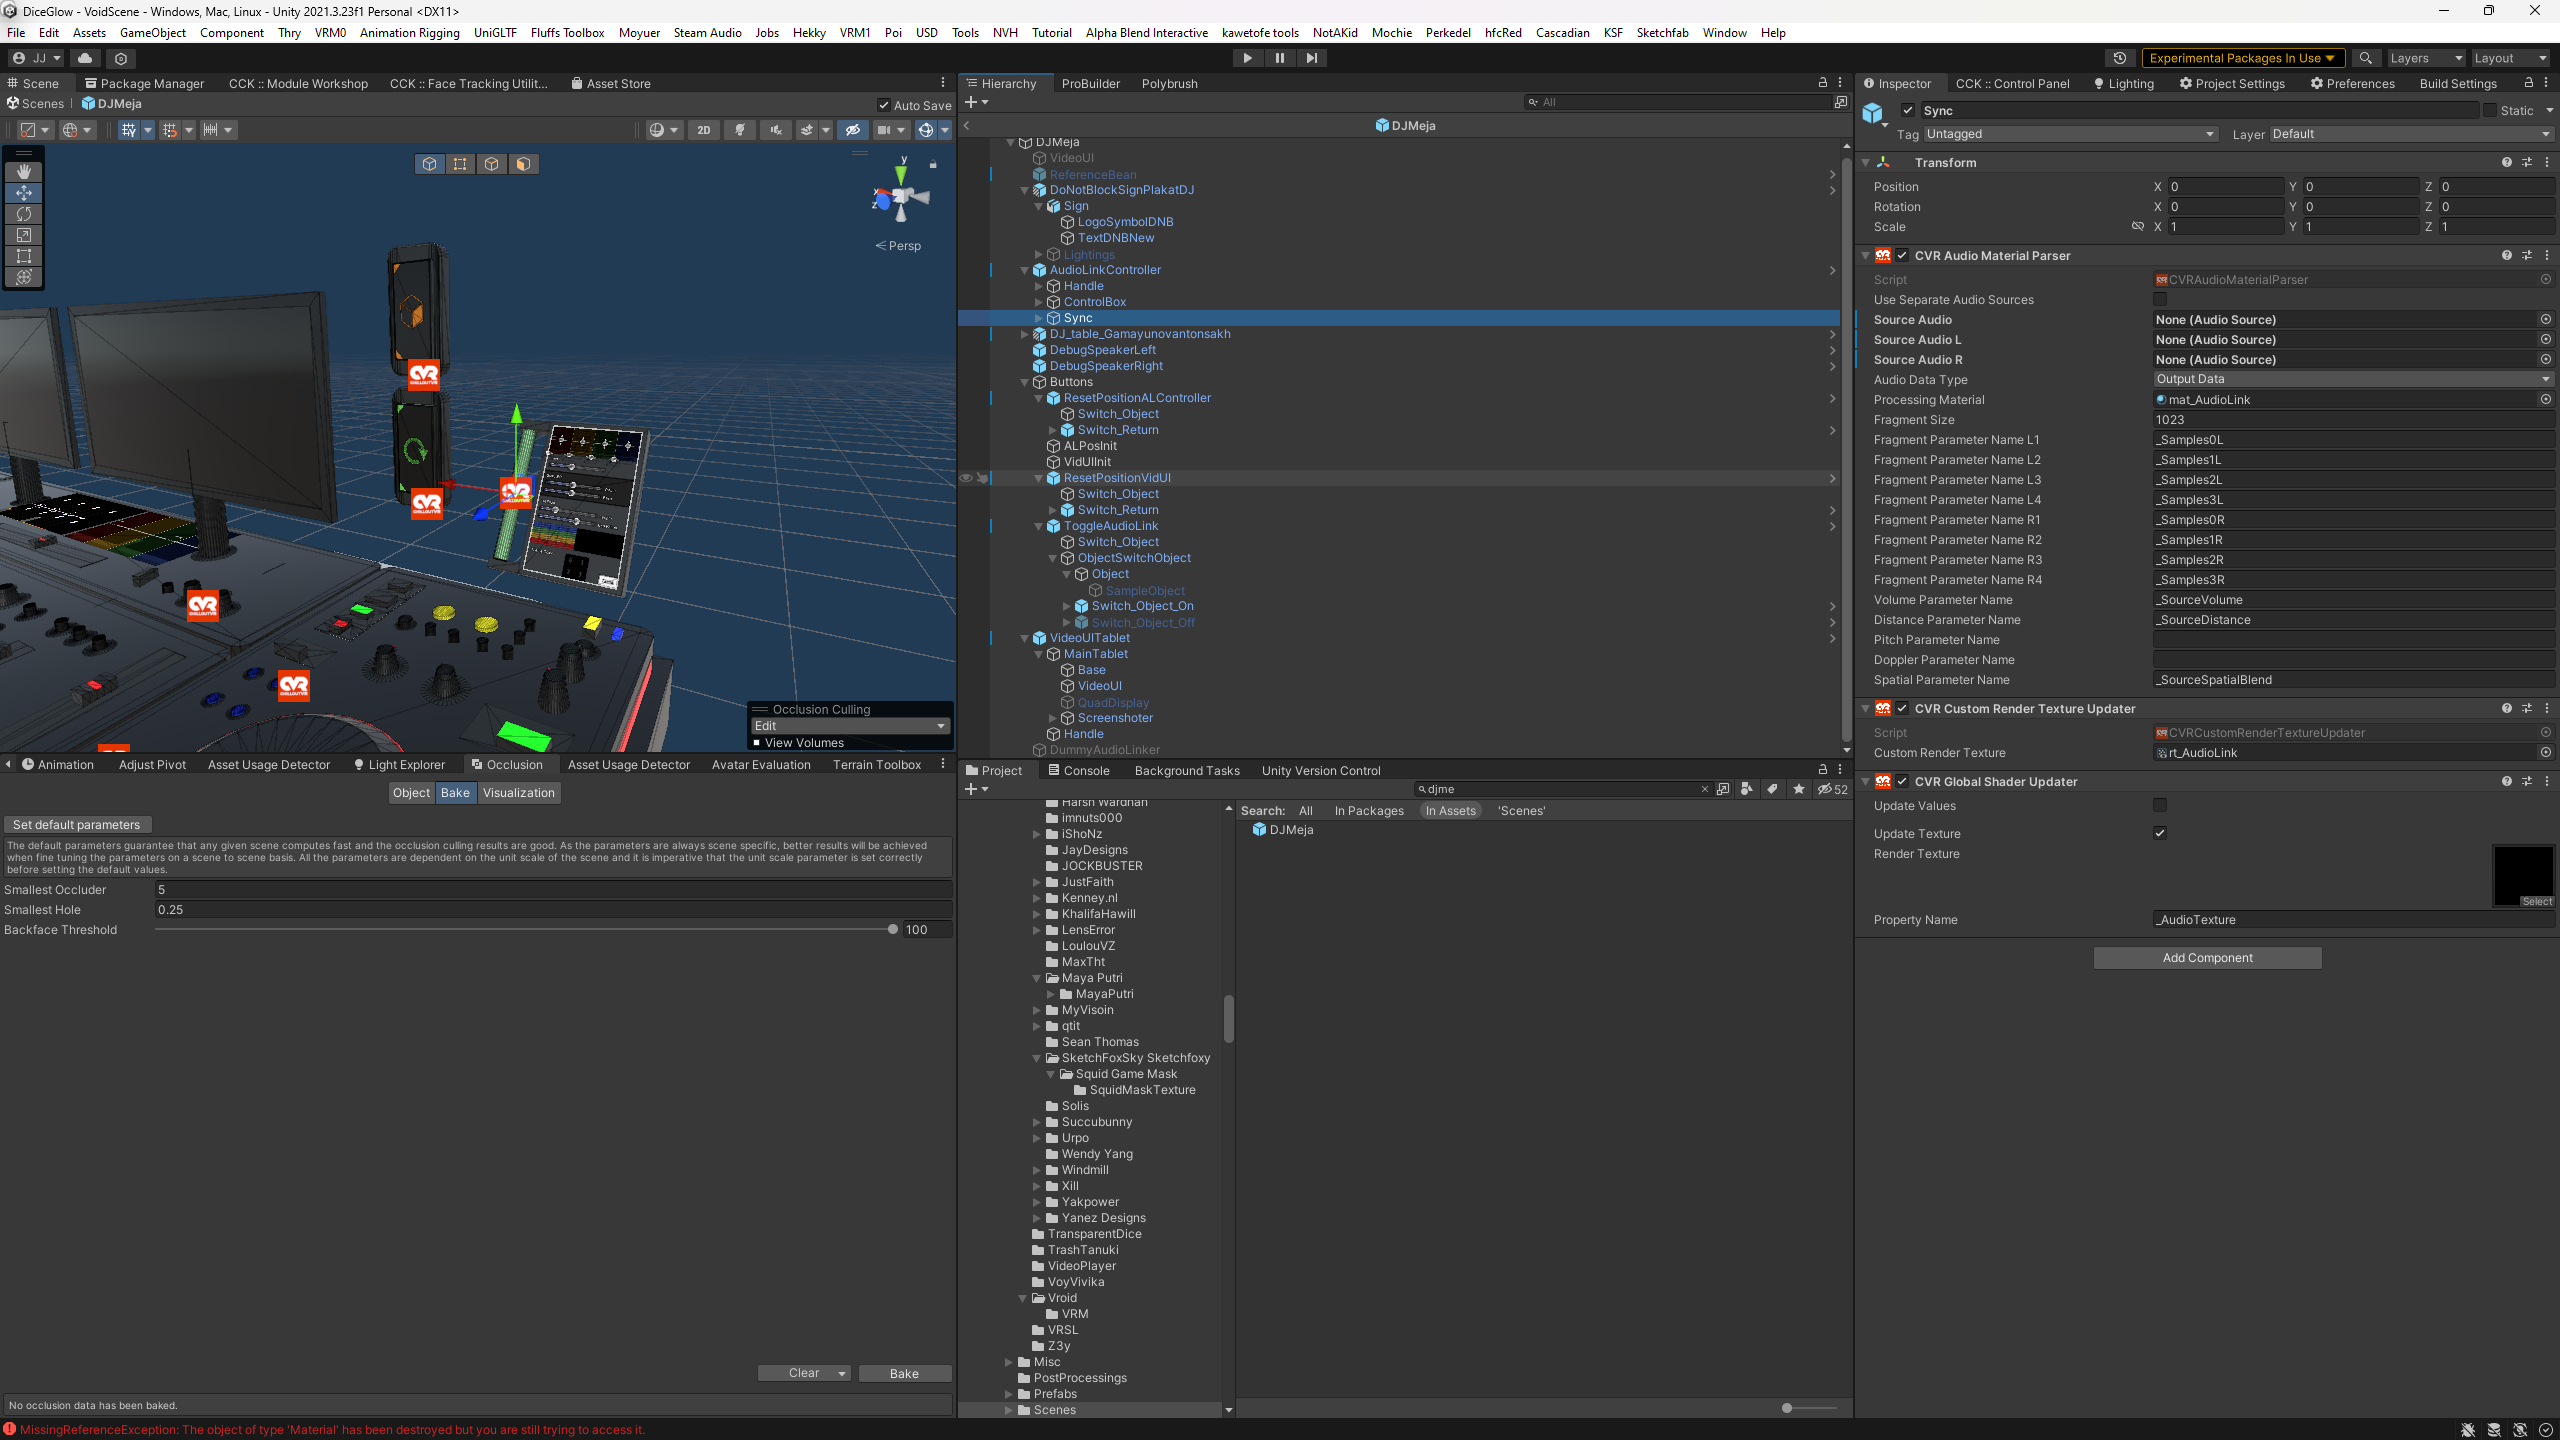 DiceGlow - VoidScene - Windows, Mac, Linux - Unity 2021.3.23f1 Personal <DX11>
File Edit Assets GameObject Component Thry VRM0 Animation Rigging UniGLTF Fluffs Toolbox Moyuer Steam Audio Jobs Hekky VRM1 Poi USD Tools NVH Tutorial Alpha Blend Interactive kawetofe tools NotAKid Mochie Perkedel hfcRed Cascadian KSF Sketchfab Window Help
JJ
Experimental Packages In Use
Layers
Layout
Scene
Package Manager
CCK :: Module Workshop
CCK :: Face Tracking Utilit...
Asset Store
Scenes
DJMeja
Auto Save
2D
y
x
z
Persp
Occlusion Culling
Edit
View Volumes
Animation
Adjust Pivot
Asset Usage Detector
Light Explorer
Occlusion
Asset Usage Detector
Avatar Evaluation
Terrain Toolbox
Object
Bake
Visualization
Set default parameters
The default parameters guarantee that any given scene computes fast and the occlusion culling results are good. As the parameters are always scene specific, better results will be achieved
when fine tuning the parameters on a scene to scene basis. All the parameters are dependent on the unit scale of the scene and it is imperative that the unit scale parameter is set correctly
before setting the default values.
Smallest Occluder 5
Smallest Hole 0.25
Backface Threshold 100
Clear
Bake
No occlusion data has been baked.
MissingReferenceException: The object of type 'Material' has been destroyed but you are still trying to access it.
Hierarchy
ProBuilder
Polybrush
All
DJMeja
DJMeja
VideoUI
ReferenceBean
DoNotBlockSignPlakatDJ
Sign
LogoSymbolDNB
TextDNBNew
Lightings
AudioLinkController
Handle
ControlBox
Sync
DJ_table_Gamayunovantonsakh
DebugSpeakerLeft
DebugSpeakerRight
Buttons
ResetPositionALController
Switch_Object
Switch_Return
ALPosInit
VidUIInit
ResetPositionVidUI
Switch_Object
Switch_Return
ToggleAudioLink
Switch_Object
ObjectSwitchObject
Object
SampleObject
Switch_Object_On
Switch_Object_Off
VideoUITablet
MainTablet
Base
VideoUI
QuadDisplay
Screenshoter
Handle
DummyAudioLinker
Project
Console
Background Tasks
Unity Version Control
djme
52
Harsh Wardhan
imnuts000
iShoNz
JayDesigns
JOCKBUSTER
JustFaith
Kenney.nl
KhalifaHawill
LensError
LoulouVZ
MaxTht
Maya Putri
MayaPutri
MyVisoin
qtit
Sean Thomas
SketchFoxSky Sketchfoxy
Squid Game Mask
SquidMaskTexture
Solis
Succubunny
Urpo
Wendy Yang
Windmill
Xill
Yakpower
Yanez Designs
TransparentDice
TrashTanuki
VideoPlayer
VoyVivika
Vroid
VRM
VRSL
Z3y
Misc
PostProcessings
Prefabs
Scenes
Search: All In Packages In Assets 'Scenes'
DJMeja
Inspector
CCK :: Control Panel
Lighting
Project Settings
Preferences
Build Settings
Sync
Static
Tag Untagged
Layer Default
Transform
Position X 0 Y 0 Z 0
Rotation X 0 Y 0 Z 0
Scale X 1 Y 1 Z 1
CVR Audio Material Parser
Script CVRAudioMaterialParser
Use Separate Audio Sources
Source Audio None (Audio Source)
Source Audio L None (Audio Source)
Source Audio R None (Audio Source)
Audio Data Type Output Data
Processing Material mat_AudioLink
Fragment Size 1023
Fragment Parameter Name L1 _Samples0L
Fragment Parameter Name L2 _Samples1L
Fragment Parameter Name L3 _Samples2L
Fragment Parameter Name L4 _Samples3L
Fragment Parameter Name R1 _Samples0R
Fragment Parameter Name R2 _Samples1R
Fragment Parameter Name R3 _Samples2R
Fragment Parameter Name R4 _Samples3R
Volume Parameter Name _SourceVolume
Distance Parameter Name _SourceDistance
Pitch Parameter Name
Doppler Parameter Name
Spatial Parameter Name _SourceSpatialBlend
CVR Custom Render Texture Updater
Script CVRCustomRenderTextureUpdater
Custom Render Texture rt_AudioLink
CVR Global Shader Updater
Update Values
Update Texture
Render Texture
Select
Property Name _AudioTexture
Add Component